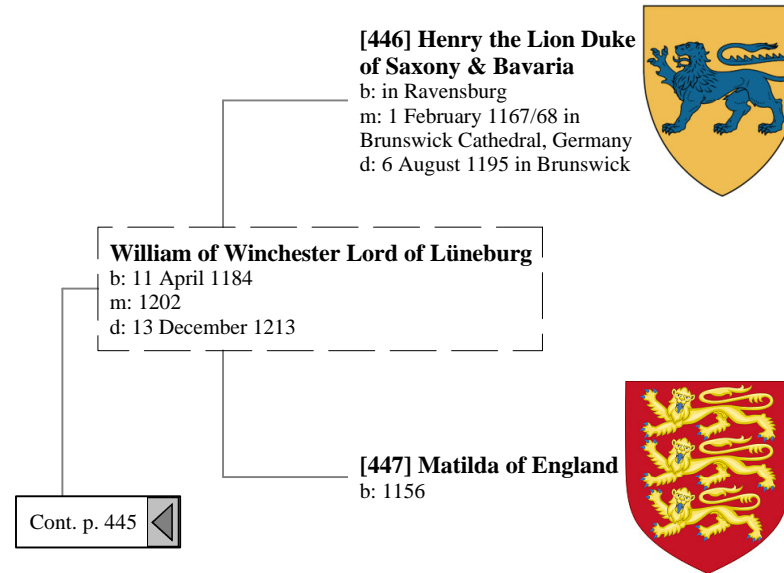 [446] Henry the Lion Duke
of Saxony & Bavaria
b: in Ravensburg
m: 1 February 1167/68 in
Brunswick Cathedral, Germany
d: 6 August 1195 in Brunswick
William of Winchester Lord of Lüneburg
b: 11 April 1184
m: 1202
d: 13 December 1213
[447] Matilda of England
b: 1156
Cont. p. 445